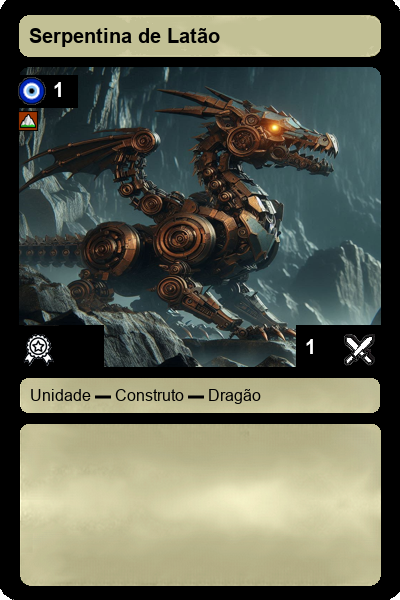 Serpentina de Latão
1
1
Unidade — Construto — Dragão